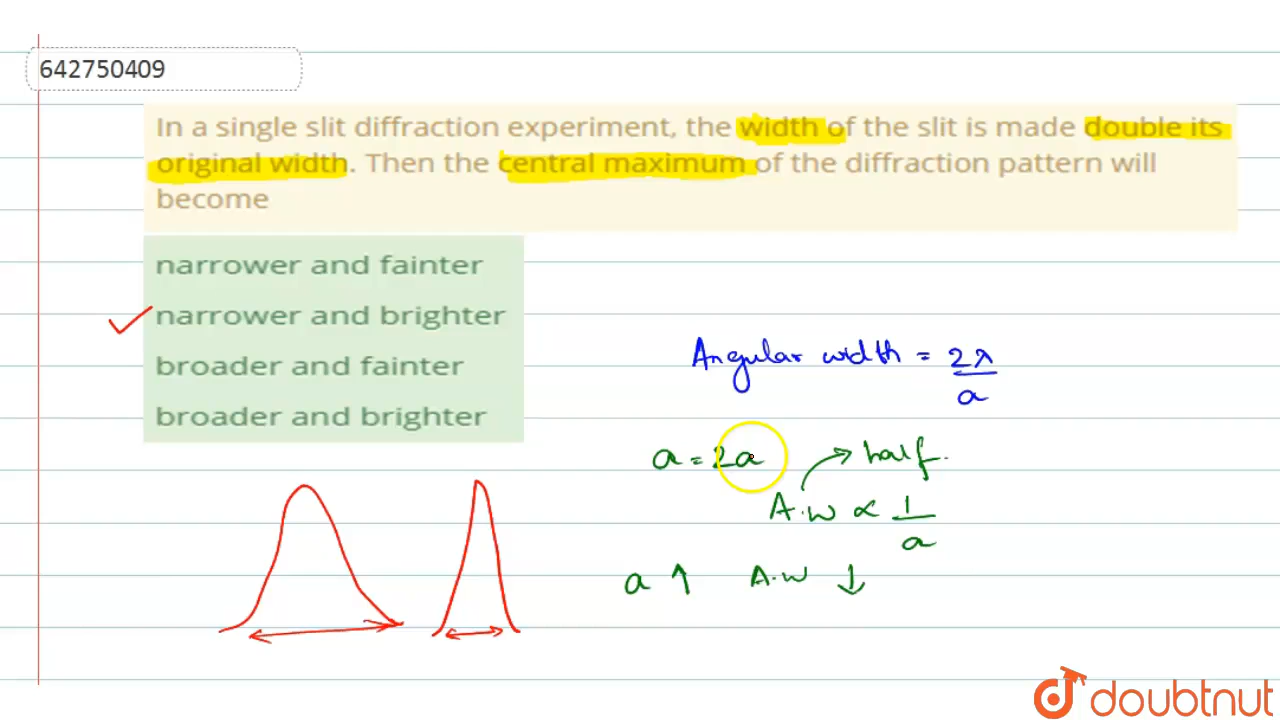 642750409
In a single slit diffraction experiment, the width of the slit is made double its
original width. Then the central maximum of the diffraction pattern will
become
narrower and fainter
narrower and brighter
broader and fainter
broader and brighter
Angular width = 2λ/a
a = 2a
half.
A.w ∝ 1/a
a ↑ A.w ↓
doubtnut